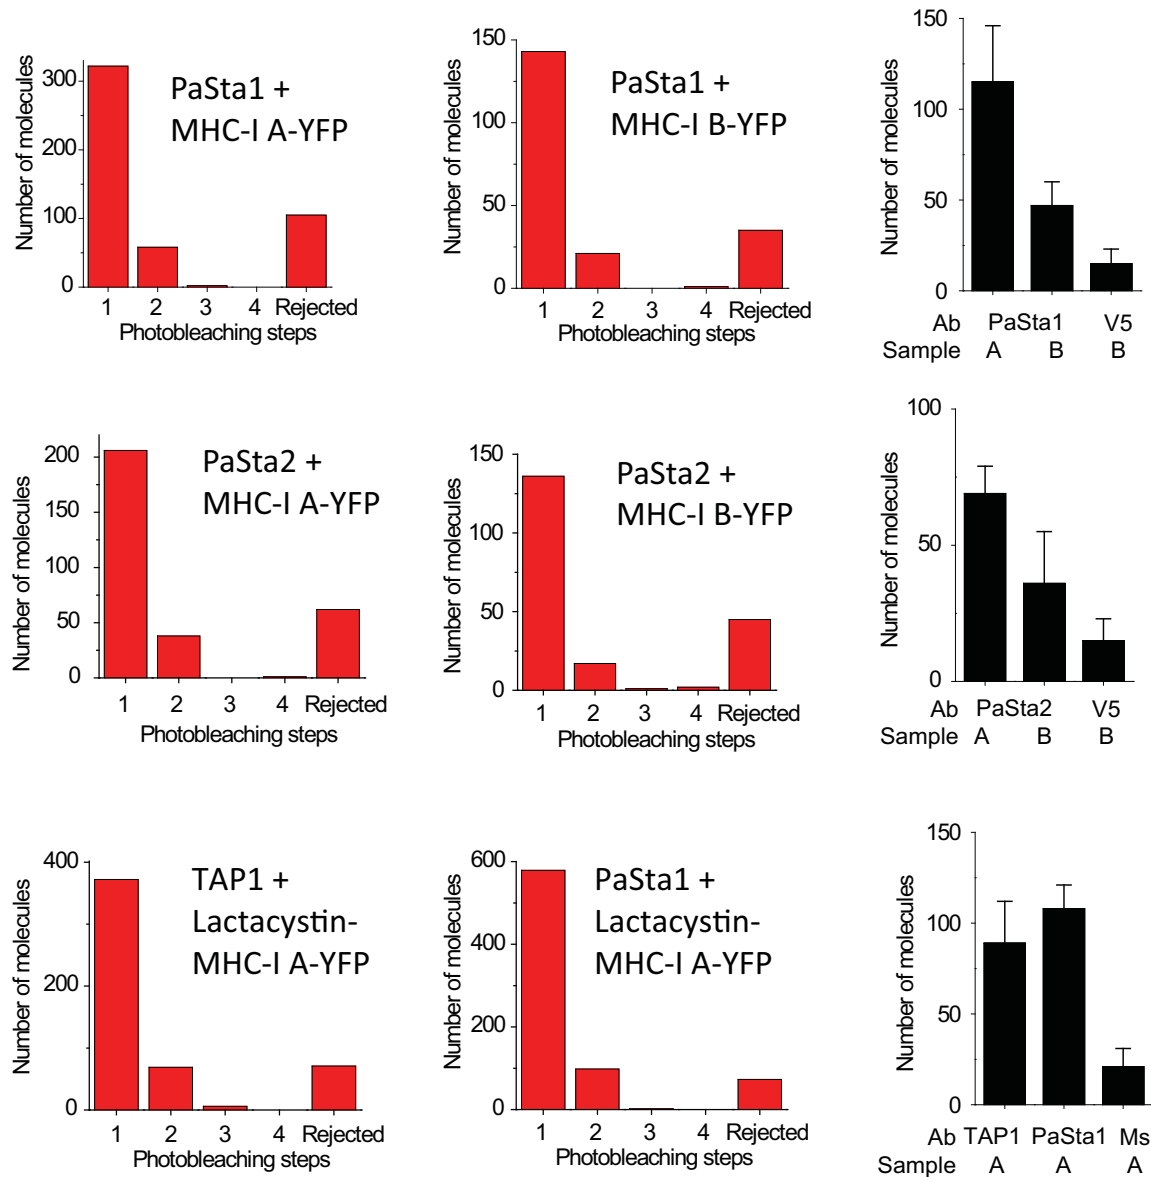 Number of molecules
300
200
100
0
PaSta1 +
MHC-I A-YFP
1 2 3 4 Rejected
Photobleaching steps
Number of molecules
150
100
50
0
PaSta1 +
MHC-I B-YFP
1 2 3 4 Rejected
Photobleaching steps
Number of molecules
150
100
50
0
Ab PaSta1 V5
Sample A B B
Number of molecules
200
150
100
50
0
PaSta2 +
MHC-I A-YFP
1 2 3 4 Rejected
Photobleaching steps
Number of molecules
150
100
50
0
PaSta2 +
MHC-I B-YFP
1 2 3 4 Rejected
Photobleaching steps
Number of molecules
100
50
0
Ab PaSta2 V5
Sample A B B
Number of molecules
400
200
0
TAP1 +
Lactacystin-
MHC-I A-YFP
1 2 3 4 Rejected
Photobleaching steps
Number of molecules
600
400
200
0
PaSta1 +
Lactacystin-
MHC-I A-YFP
1 2 3 4 Rejected
Photobleaching steps
Number of molecules
150
100
50
0
Ab TAP1 PaSta1 Ms
Sample A A A